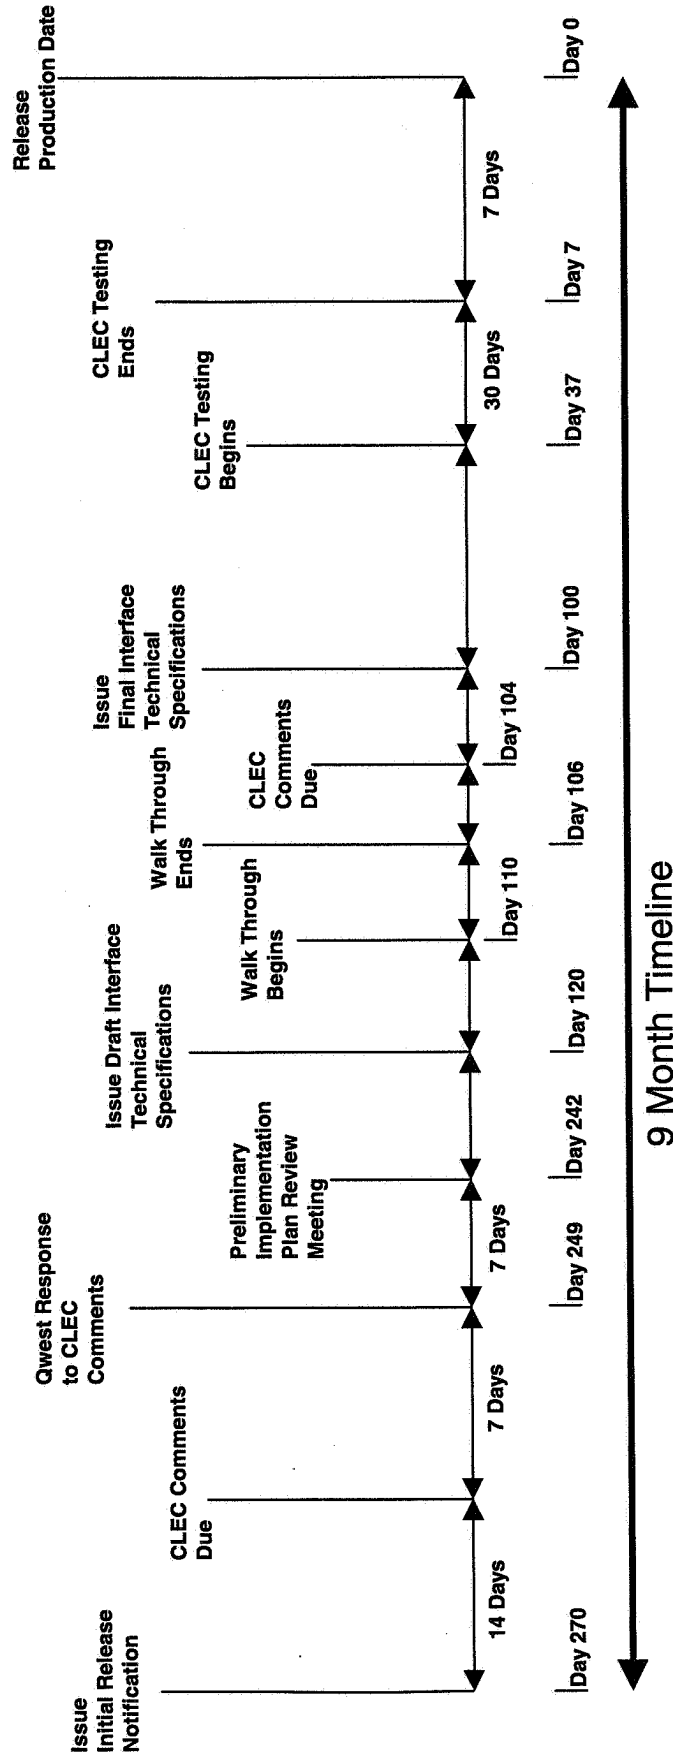 Issue
Initial Release
Notification
CLEC Comments
Due
Qwest Response
to CLEC
Comments
Preliminary
Implementation
Plan Review
Meeting
Issue Draft Interface
Technical
Specifications
Walk Through
Begins
Walk Through
Ends
CLEC
Comments
Due
Issue
Final Interface
Technical
Specifications
CLEC Testing
Begins
CLEC Testing
Ends
Release
Production Date
14 Days
7 Days
7 Days
30 Days
7 Days
Day 270
Day 249
Day 242
Day 120
Day 110
Day 106
Day 104
Day 100
Day 37
Day 7
Day 0
9 Month Timeline